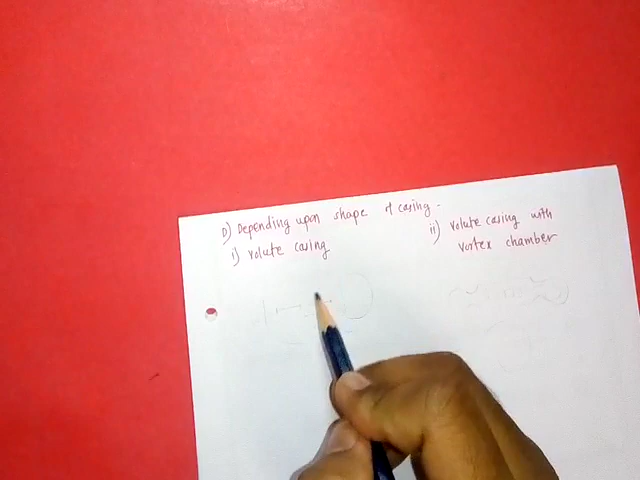 D) Depending upon shape of casing -
i) Volute casing
ii) Volute casing with
vortex chamber